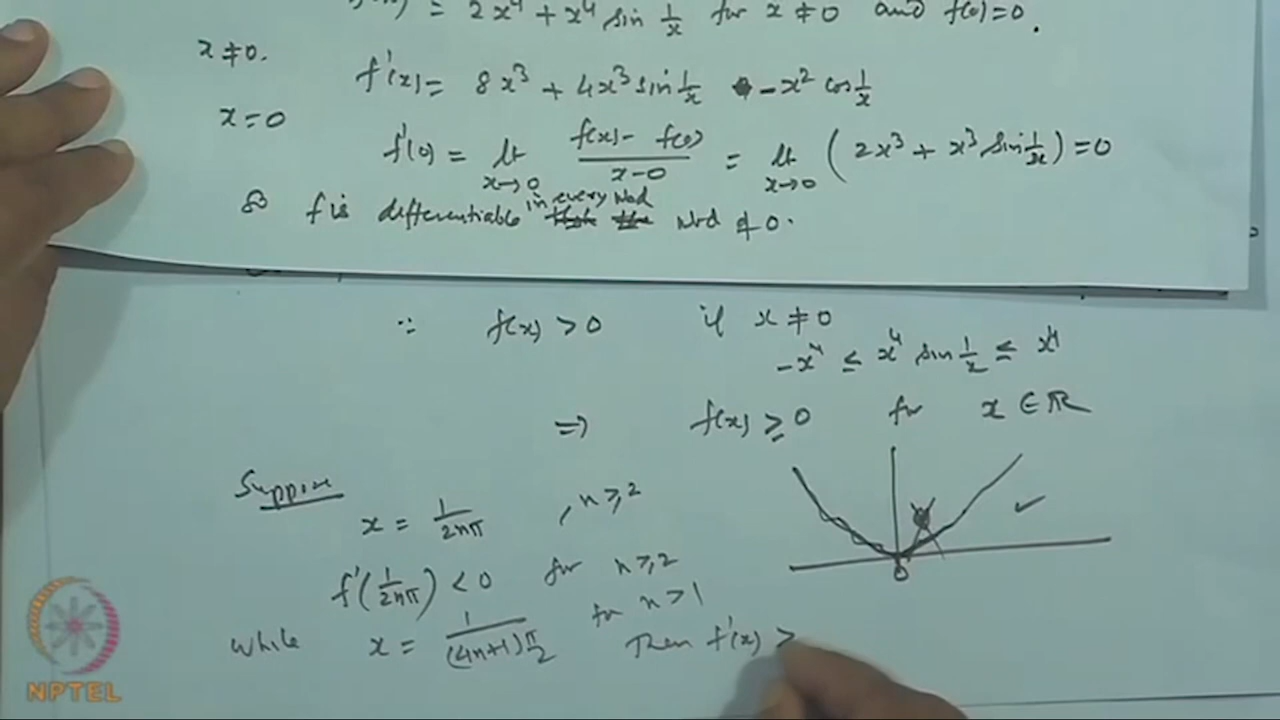 = 2x⁴ + x⁴ sin 1/x for x ≠ 0 and f(0)=0.
x ≠ 0.
f'(x) = 8x³ + 4x³ sin 1/x - x² cos 1/x
x = 0
f'(0) = lt x→0 (f(x) - f(0))/(x-0) = lt x→0 (2x³ + x³ sin 1/x) = 0
So f is differentiable in every Nbd Nbd of 0.
∵ f(x) > 0 if x ≠ 0
-x⁴ ≤ x⁴ sin 1/x ≤ x⁴
⇒ f(x) ≥ 0 for x ∈ ℝ
Suppose
x = 1/2nπ , n ≥ 2
f'(1/2nπ) < 0 for n ≥ 2
0
While x = 1/(4n+1)π/2 for n > 1 Then f'(x) >
NPTEL